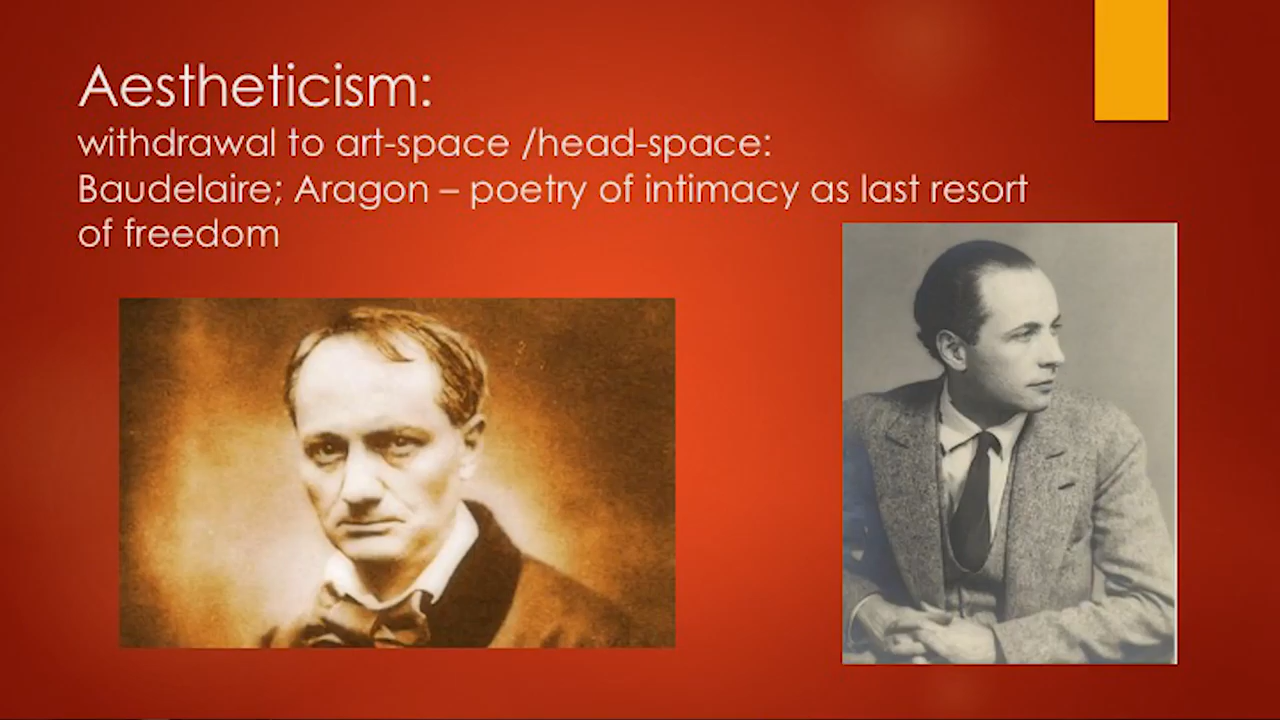 Aestheticism:
withdrawal to art-space /head-space:
Baudelaire; Aragon – poetry of intimacy as last resort
of freedom